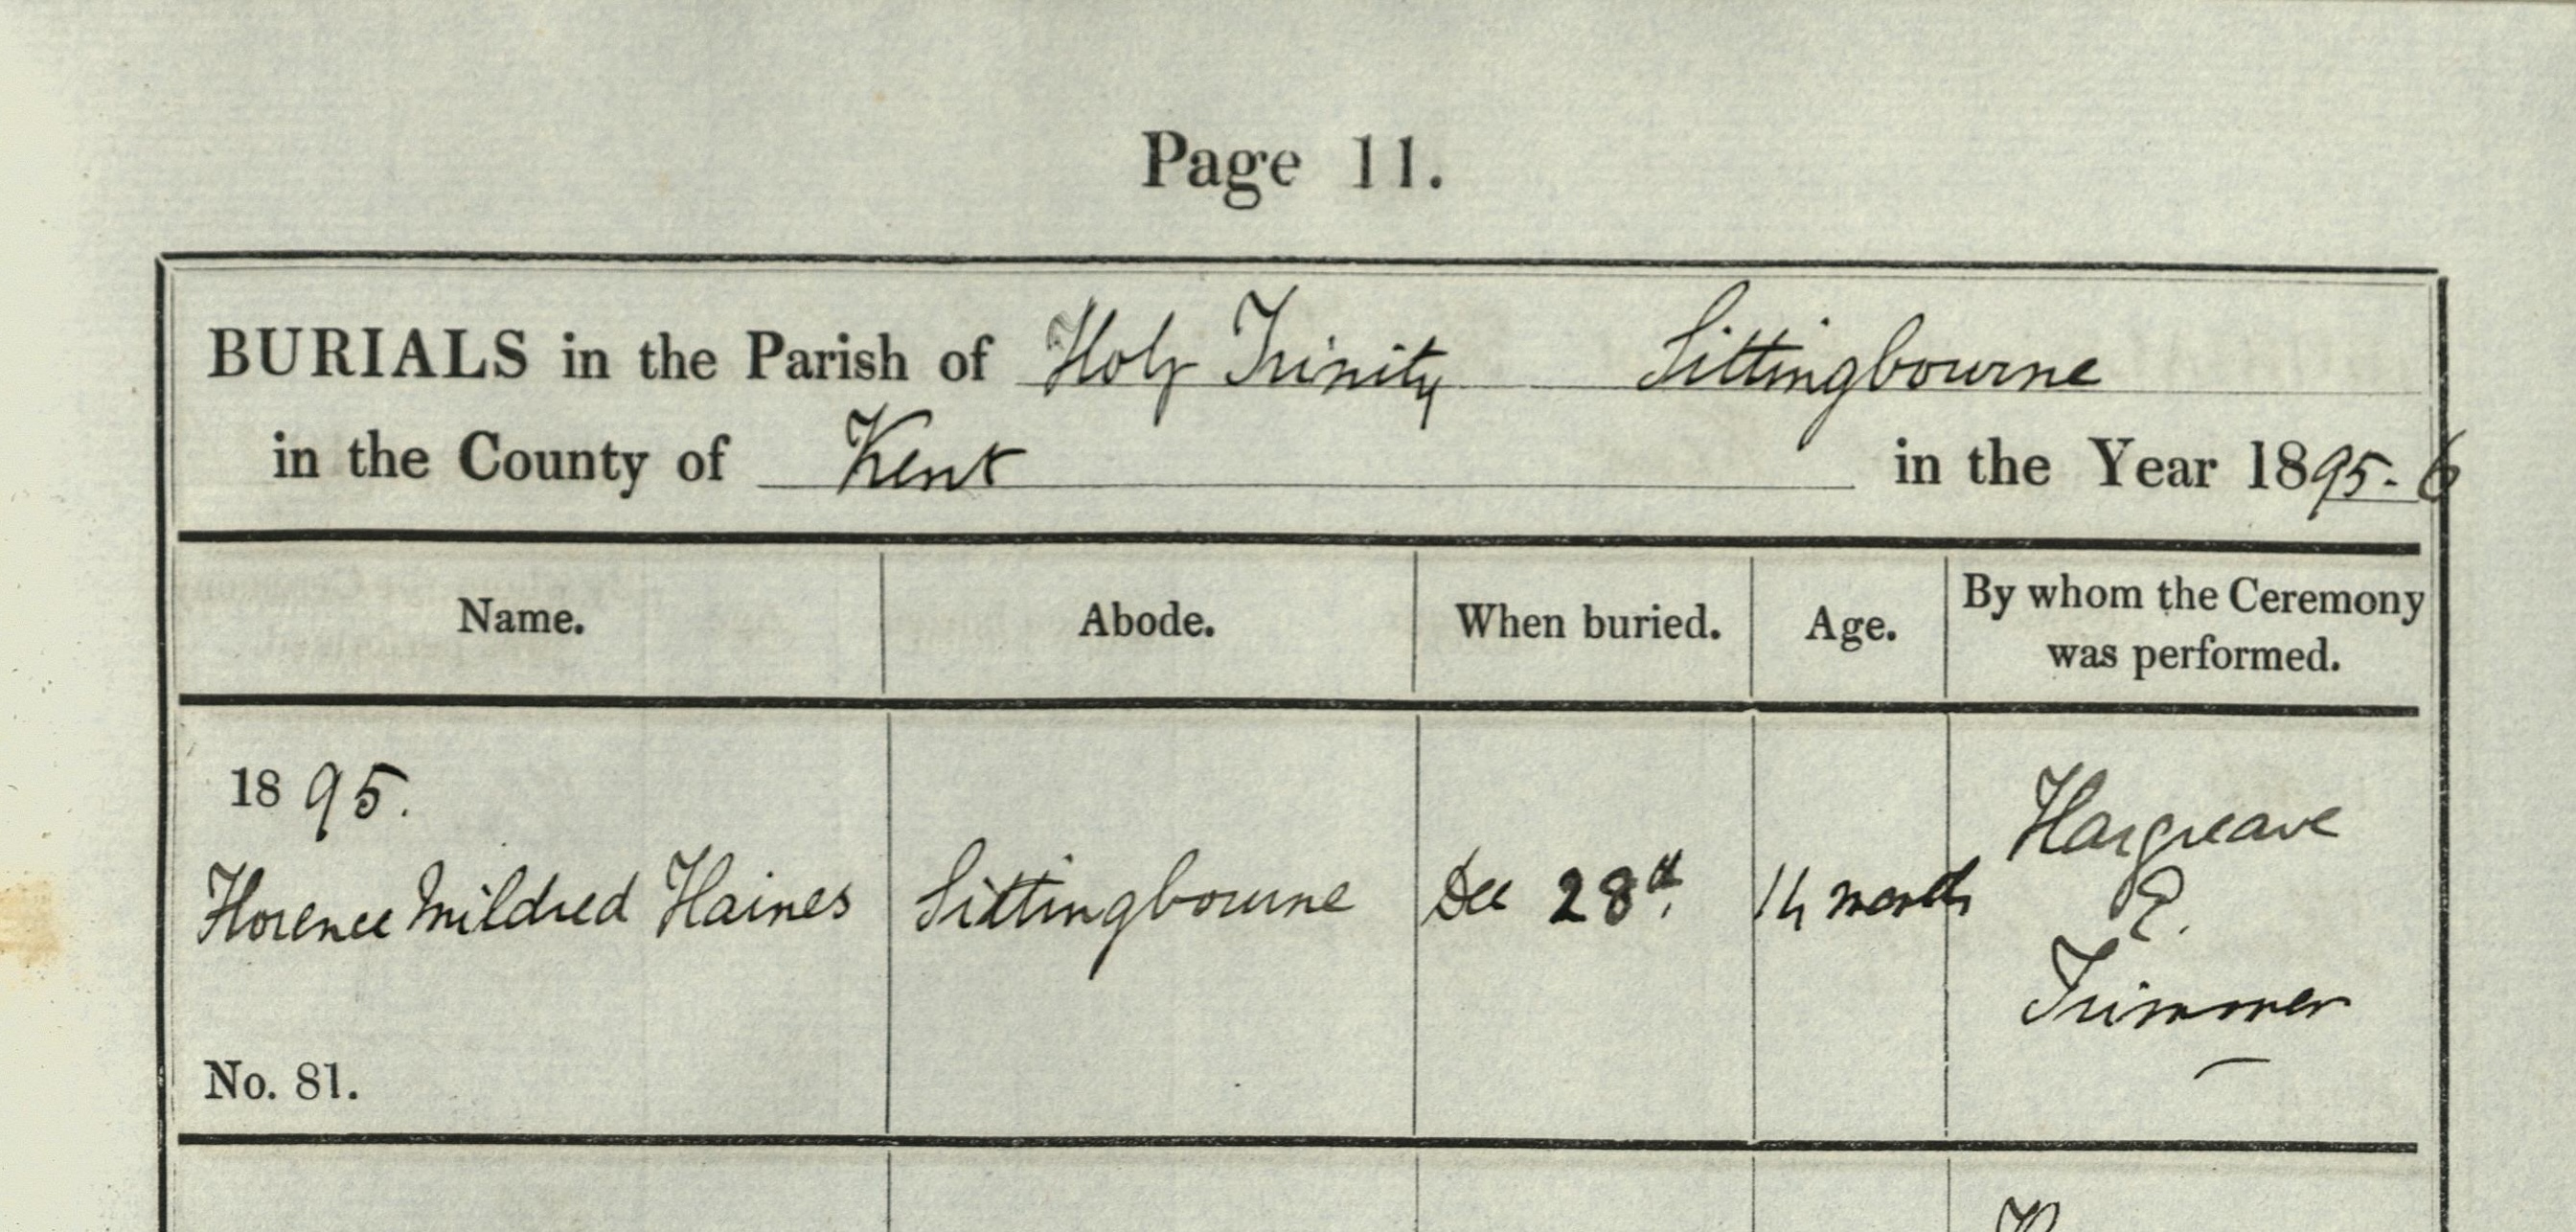 Page 11.
BURIALS in the Parish of Holy Trinity Sittingbourne
in the County of Kent in the Year 1895-6
Name. Abode. When buried. Age. By whom the Ceremony was performed.
1895.
Florence Mildred Haines Sittingbourne Dec 28th. 14 months Hargreave
E.
Trimmer
No. 81.